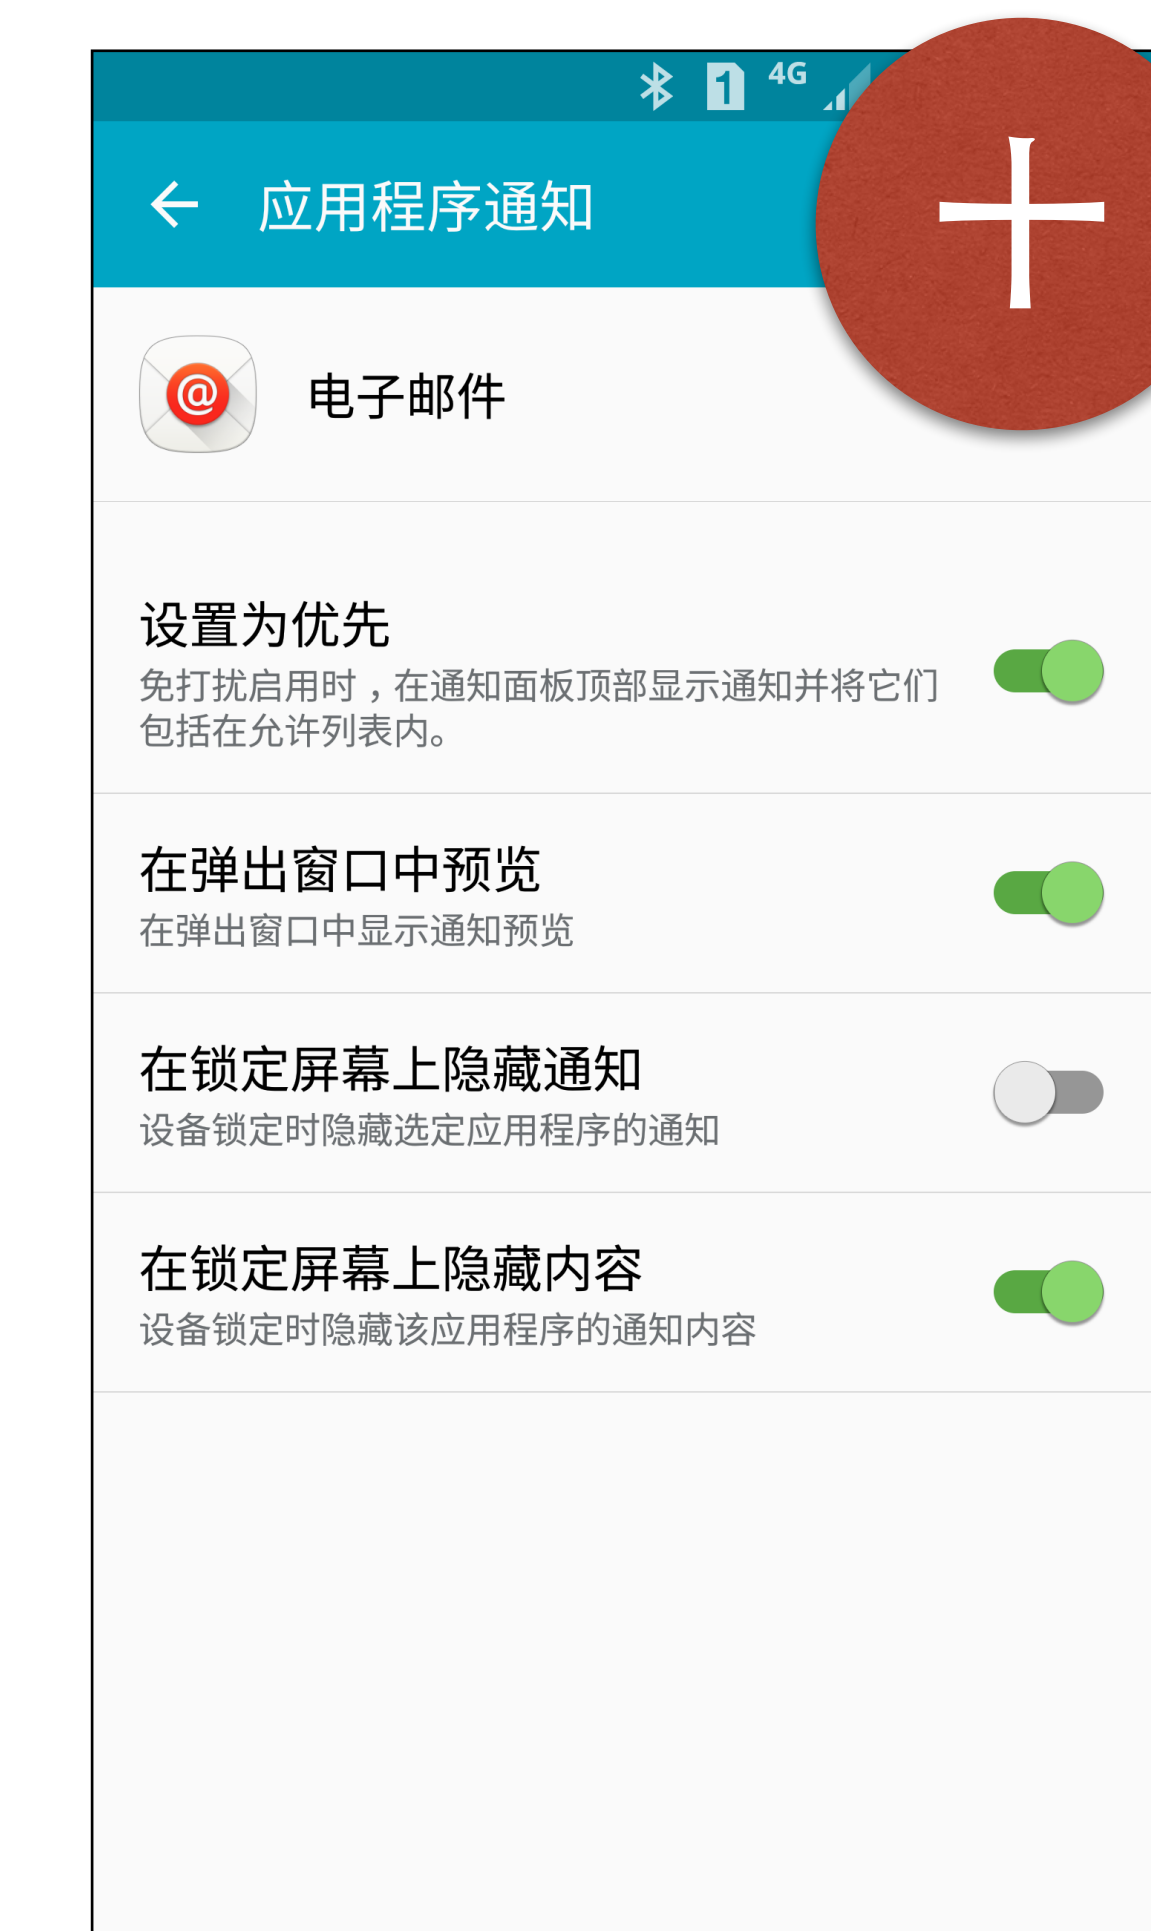 1 4G
十
应用程序通知
@ 电子邮件
设置为优先
免打扰启用时，在通知面板顶部显示通知并将它们
包括在允许列表内。
在弹出窗口中预览
在弹出窗口中显示通知预览
在锁定屏幕上隐藏通知
设备锁定时隐藏选定应用程序的通知
在锁定屏幕上隐藏内容
设备锁定时隐藏该应用程序的通知内容